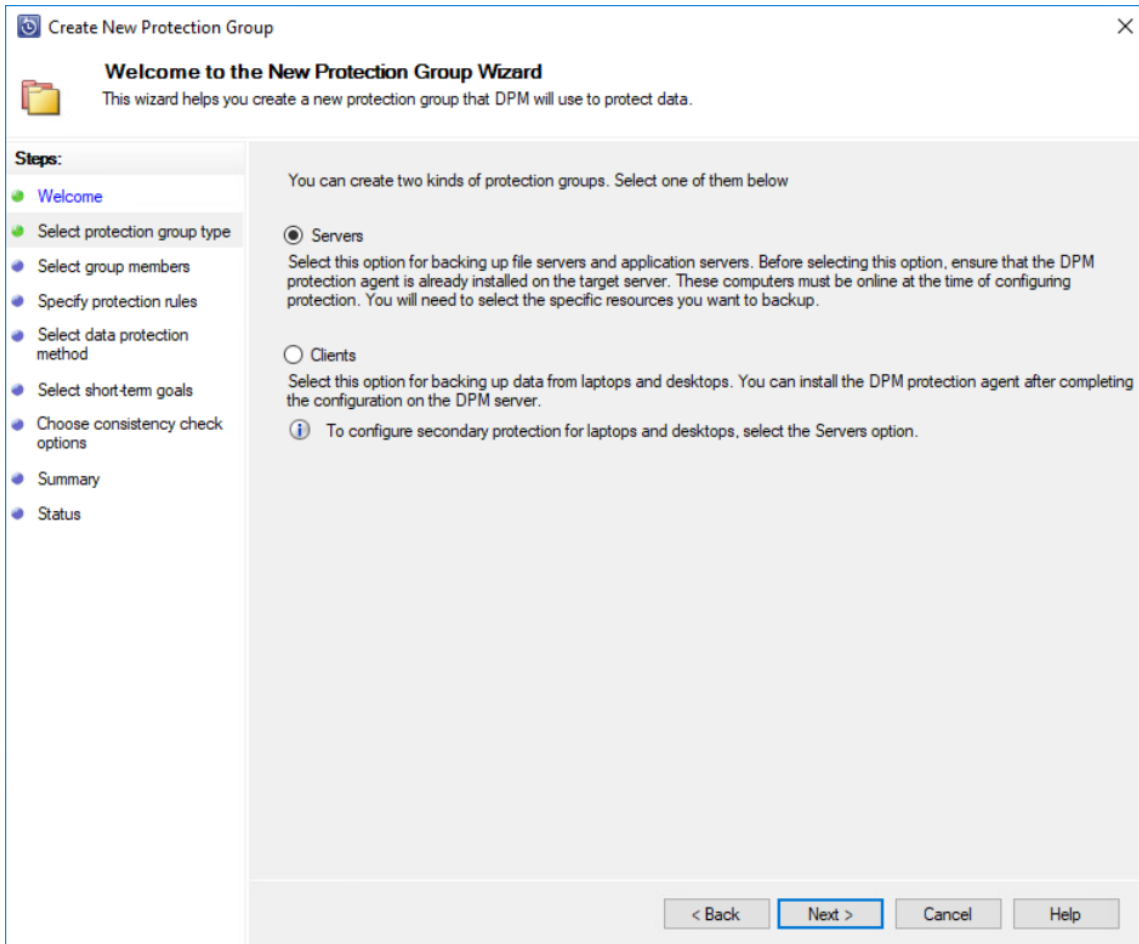 Create New Protection Group
Welcome to the New Protection Group Wizard
This wizard helps you create a new protection group that DPM will use to protect data.
Steps:
Welcome
Select protection group type
Select group members
Specify protection rules
Select data protection
method
Select short-term goals
Choose consistency check
options
Summary
Status
You can create two kinds of protection groups. Select one of them below
Servers
Select this option for backing up file servers and application servers. Before selecting this option, ensure that the DPM
protection agent is already installed on the target server. These computers must be online at the time of configuring
protection. You will need to select the specific resources you want to backup.
Clients
Select this option for backing up data from laptops and desktops. You can install the DPM protection agent after completing
the configuration on the DPM server.
To configure secondary protection for laptops and desktops, select the Servers option.
< Back
Next >
Cancel
Help